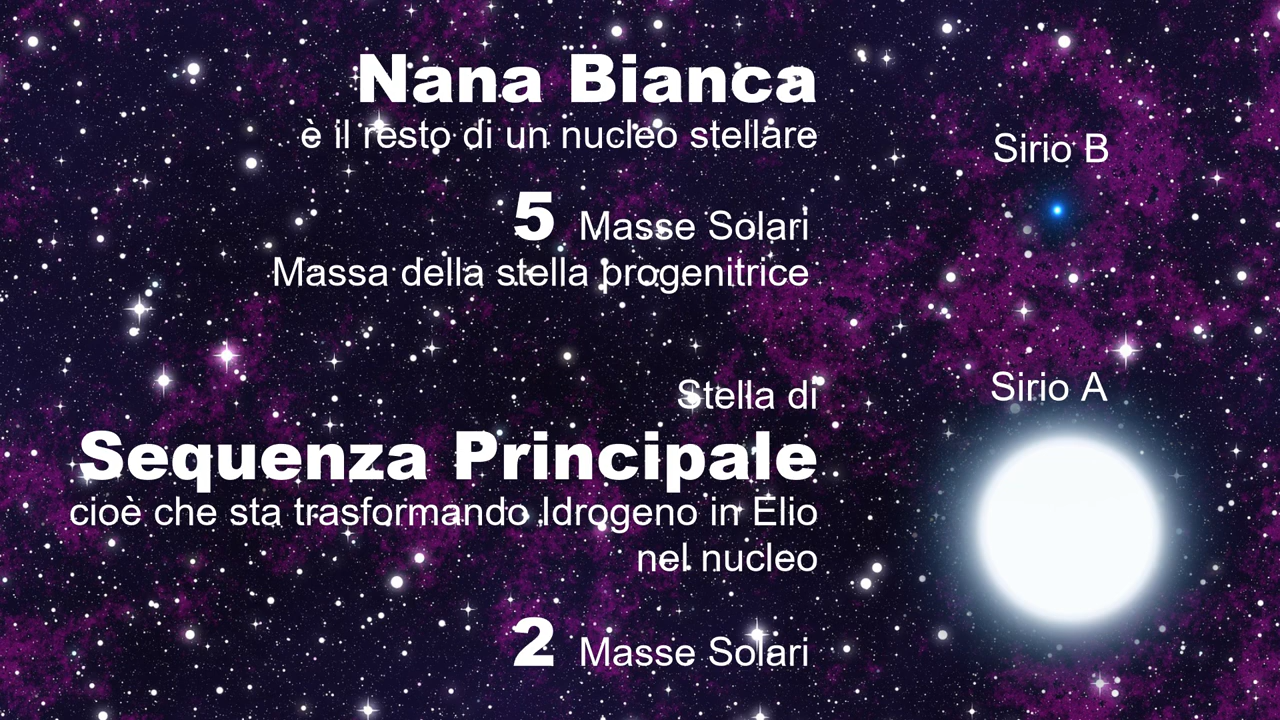 Nana Bianca
è il resto di un nucleo stellare
Sirio B
5 Masse Solari
Massa della stella progenitrice
Stella di
Sirio A
Sequenza Principale
cioè che sta trasformando Idrogeno in Elio
nel nucleo
2 Masse Solari